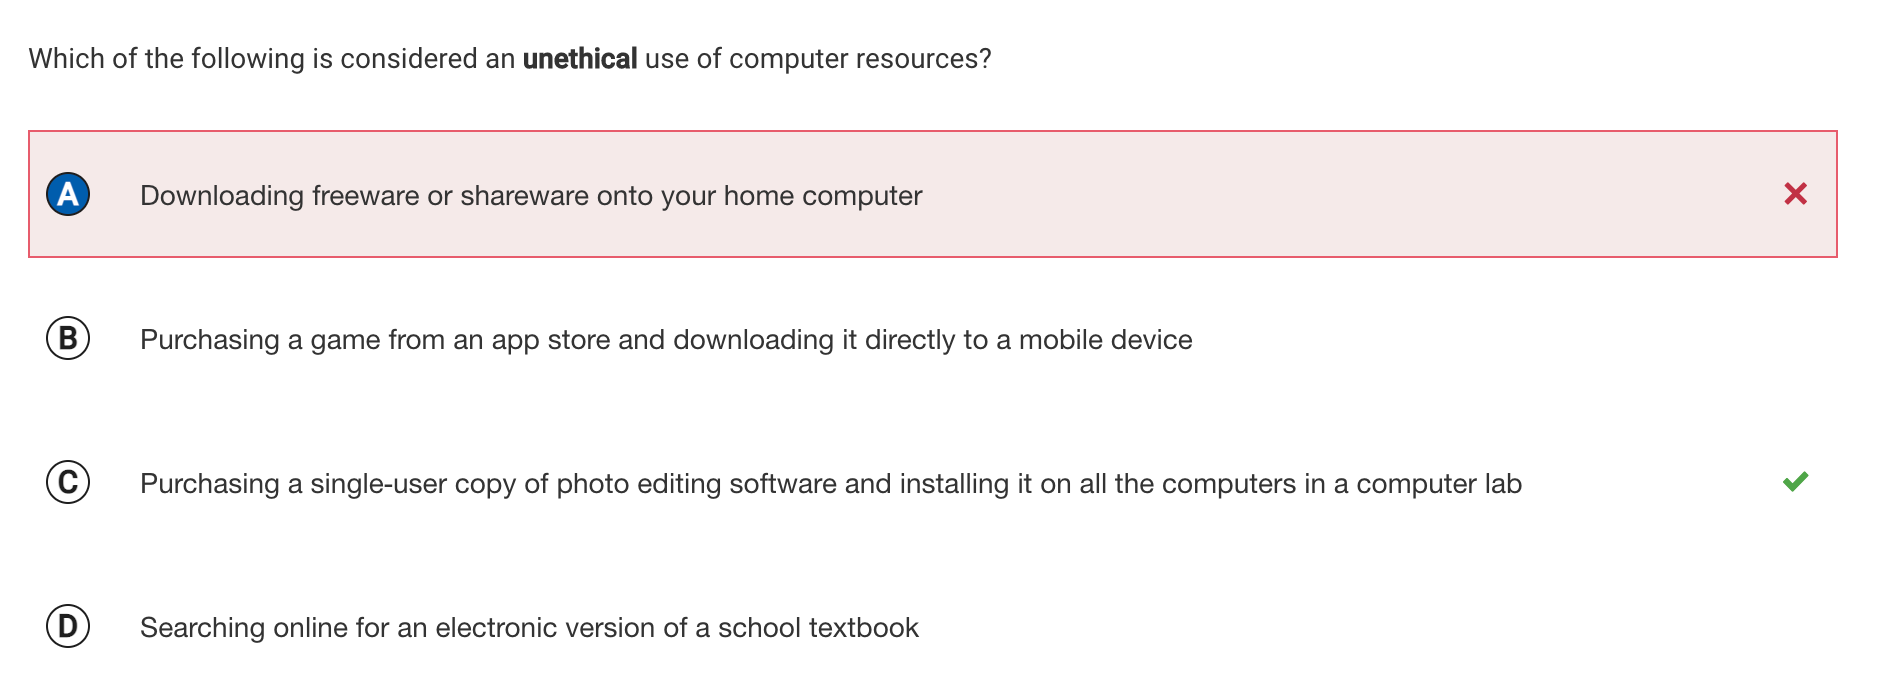 Which of the following is considered an unethical use of computer resources?
A Downloading freeware or shareware onto your home computer
B Purchasing a game from an app store and downloading it directly to a mobile device
C Purchasing a single-user copy of photo editing software and installing it on all the computers in a computer lab
D Searching online for an electronic version of a school textbook